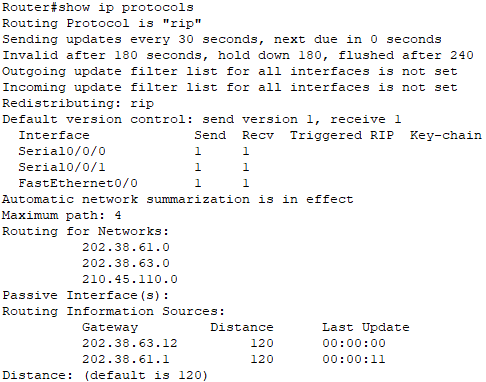 Router#show ip protocols
Routing Protocol is "rip"
Sending updates every 30 seconds, next due in 0 seconds
Invalid after 180 seconds, hold down 180, flushed after 240
Outgoing update filter list for all interfaces is not set
Incoming update filter list for all interfaces is not set
Redistributing: rip
Default version control: send version 1, receive 1
  Interface             Send  Recv  Triggered RIP  Key-chain
  Serial0/0/0           1     1
  Serial0/0/1           1     1
  FastEthernet0/0       1     1
Automatic network summarization is in effect
Maximum path: 4
Routing for Networks:
          202.38.61.0
          202.38.63.0
          210.45.110.0
Passive Interface(s):
Routing Information Sources:
          Gateway         Distance      Last Update
          202.38.63.12         120      00:00:00
          202.38.61.1          120      00:00:11
Distance: (default is 120)